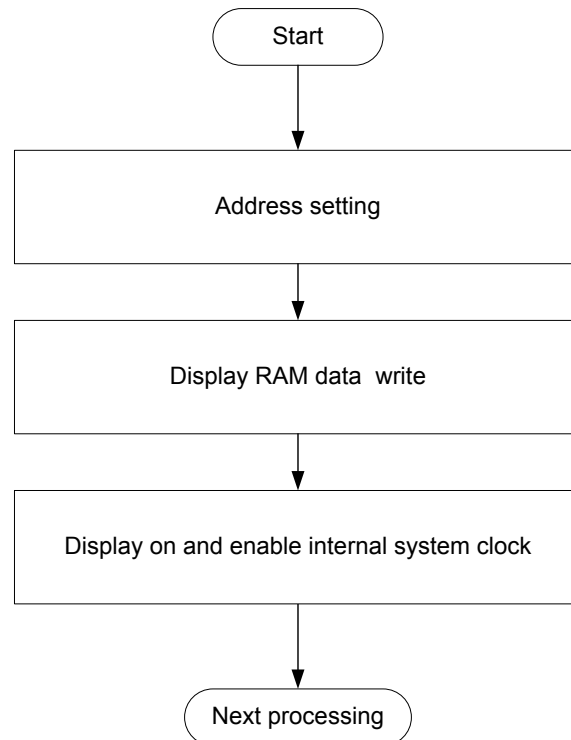 Start
Address setting
Display RAM data  write
Display on and enable internal system clock
Next processing